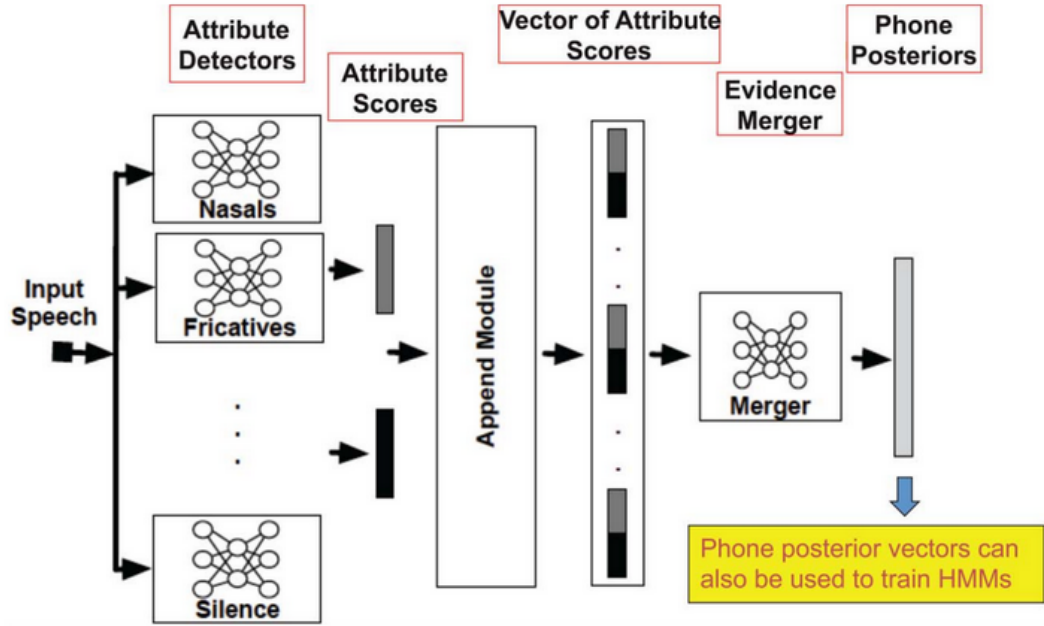 Attribute
Detectors
Attribute
Scores
Vector of Attribute
Scores
Evidence
Merger
Phone
Posteriors
Input
Speech
Nasals
Fricatives
Silence
Append Module
Merger
Phone posterior vectors can
also be used to train HMMs